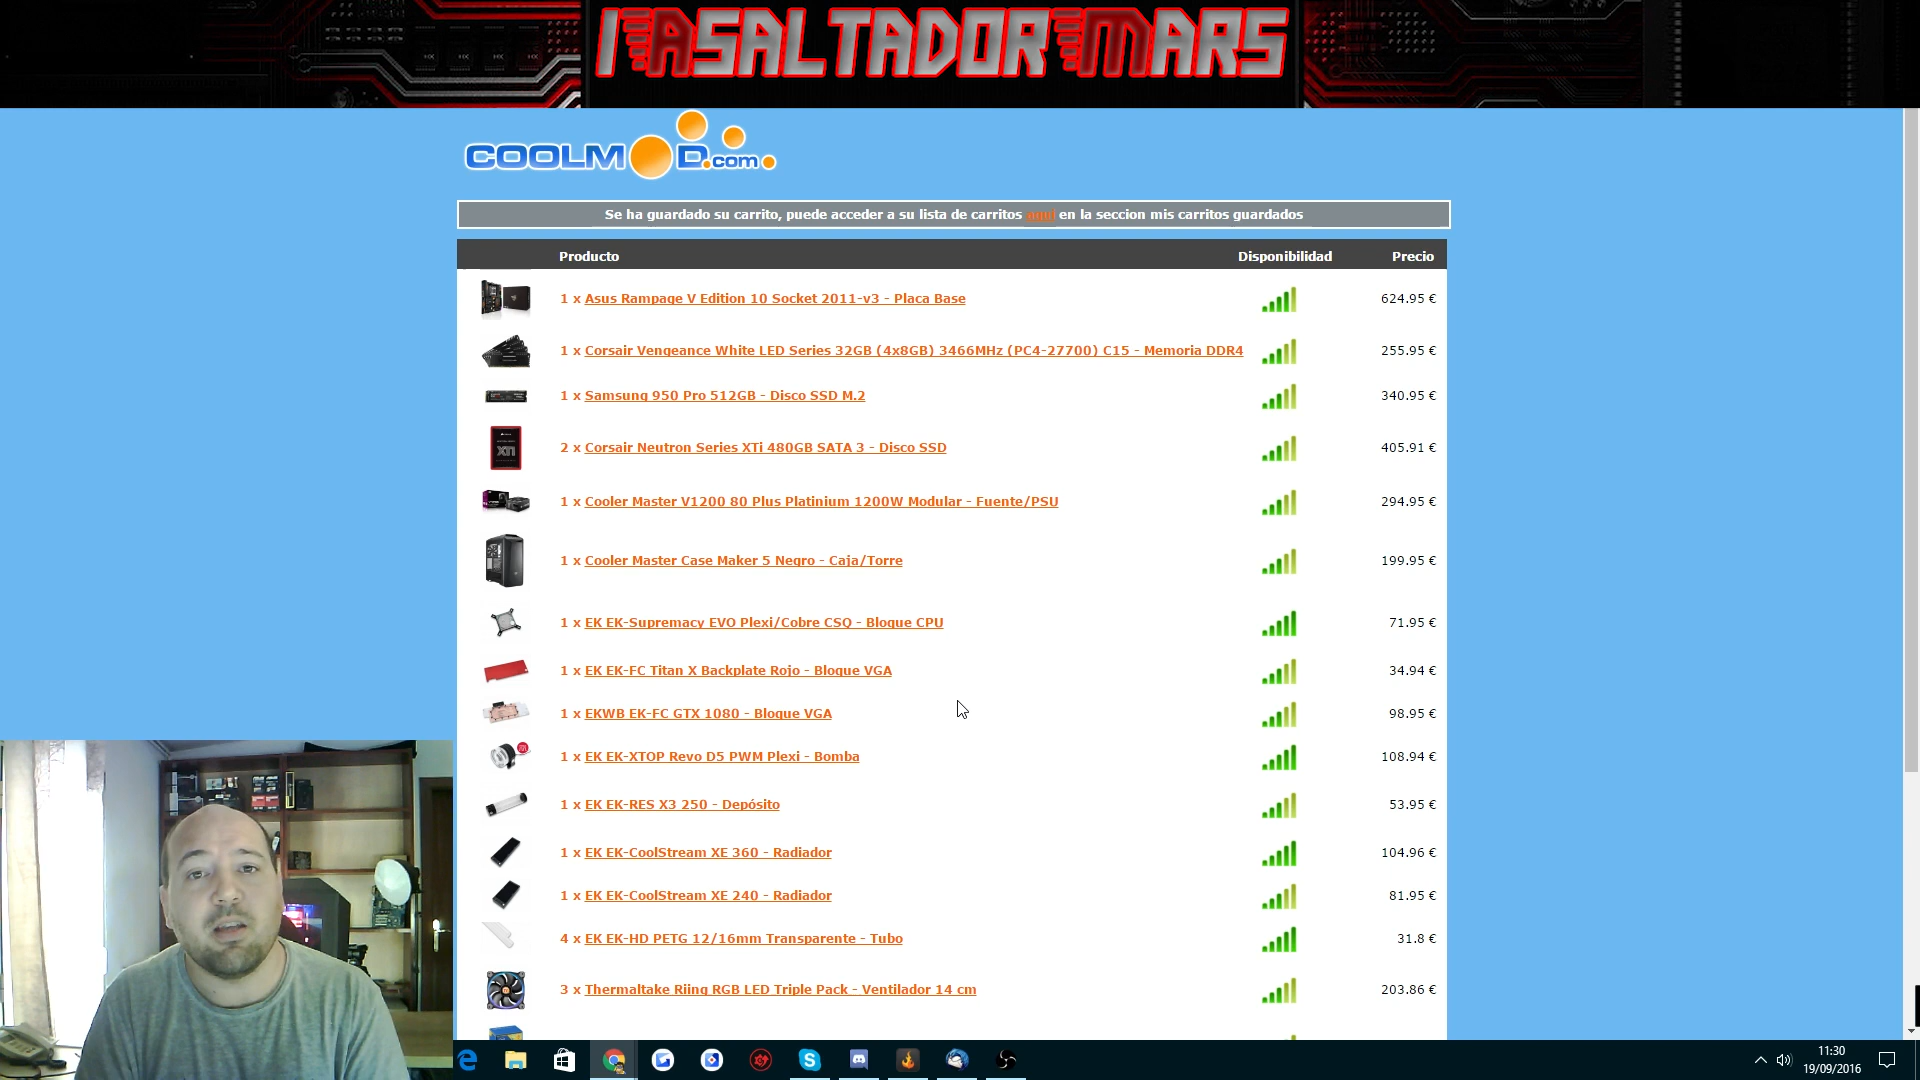 I ASALTADOR MARS
COOLMOD.com
Se ha guardado su carrito, puede acceder a su lista de carritos aquí en la seccion mis carritos guardados
Producto Disponibilidad Precio
1 x Asus Rampage V Edition 10 Socket 2011-v3 - Placa Base 624.95 €
1 x Corsair Vengeance White LED Series 32GB (4x8GB) 3466MHz (PC4-27700) C15 - Memoria DDR4 255.95 €
1 x Samsung 950 Pro 512GB - Disco SSD M.2 340.95 €
2 x Corsair Neutron Series XTi 480GB SATA 3 - Disco SSD 405.91 €
1 x Cooler Master V1200 80 Plus Platinium 1200W Modular - Fuente/PSU 294.95 €
1 x Cooler Master Case Maker 5 Negro - Caja/Torre 199.95 €
1 x EK EK-Supremacy EVO Plexi/Cobre CSQ - Bloque CPU 71.95 €
1 x EK EK-FC Titan X Backplate Rojo - Bloque VGA 34.94 €
1 x EKWB EK-FC GTX 1080 - Bloque VGA 98.95 €
1 x EK EK-XTOP Revo D5 PWM Plexi - Bomba 108.94 €
1 x EK EK-RES X3 250 - Depósito 53.95 €
1 x EK EK-CoolStream XE 360 - Radiador 104.96 €
1 x EK EK-CoolStream XE 240 - Radiador 81.95 €
4 x EK EK-HD PETG 12/16mm Transparente - Tubo 31.8 €
3 x Thermaltake Riing RGB LED Triple Pack - Ventilador 14 cm 203.86 €
11:30
19/09/2016